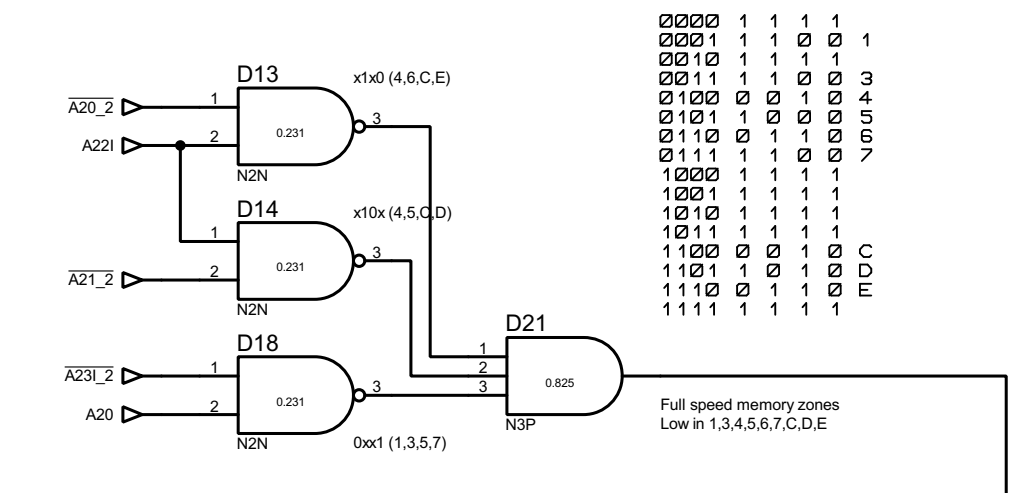 0000 1 1 1 1
0001 1 1 0 0 1
0010 1 1 1 1
0011 1 1 0 0 3
0100 0 0 1 0 4
0101 1 0 0 0 5
0110 0 1 1 0 6
0111 1 1 0 0 7
1000 1 1 1 1
1001 1 1 1 1
1010 1 1 1 1
1011 1 1 1 1
1100 0 0 1 0 C
1101 1 0 1 0 D
1110 0 1 1 0 E
1111 1 1 1 1
D13
x1x0 (4,6,C,E)
A20_2
1
A22I
2
0.231
3
N2N
D14
x10x (4,5,C,D)
1
A21_2
2
0.231
3
N2N
D18
A23I_2
1
A20
2
0.231
3
N2N
0xx1 (1,3,5,7)
D21
1
2
3
0.825
N3P
Full speed memory zones
Low in 1,3,4,5,6,7,C,D,E